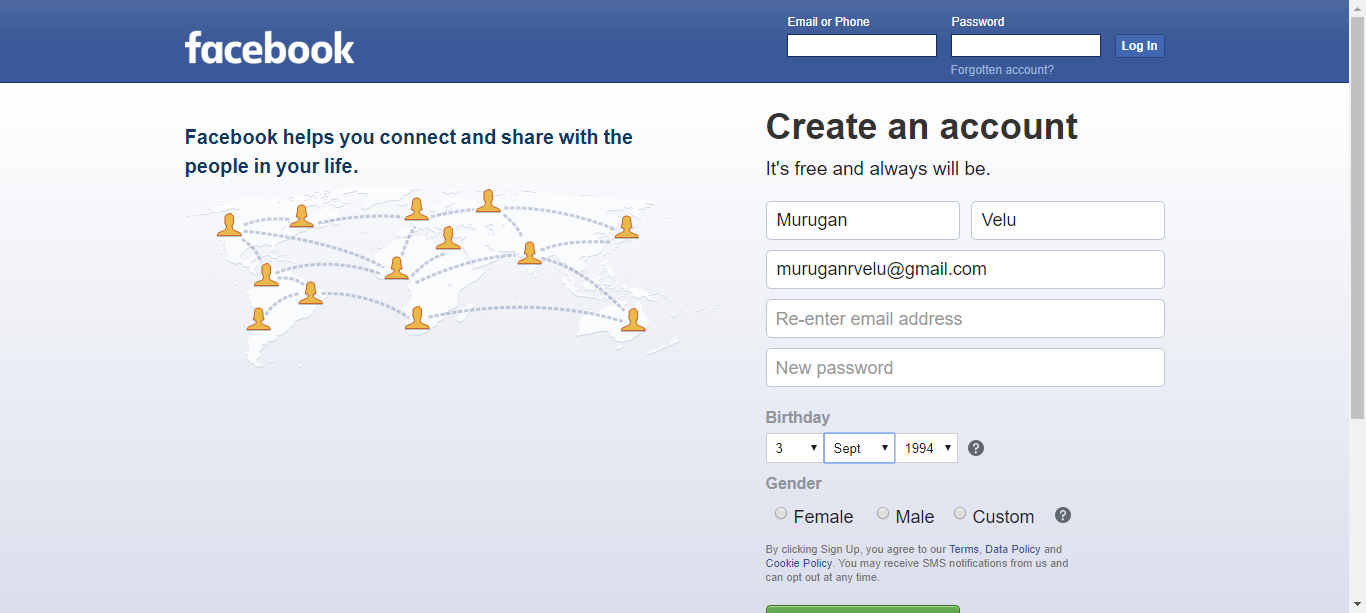 Email or Phone Password
facebook Log In
Forgotten account?
Facebook helps you connect and share with the
people in your life.
Create an account
It's free and always will be.
Murugan Velu
muruganrvelu@gmail.com
Re-enter email address
New password
Birthday
3 Sept 1994 ?
Gender
Female Male Custom ?
By clicking Sign Up, you agree to our Terms, Data Policy and
Cookie Policy. You may receive SMS notifications from us and
can opt out at any time.